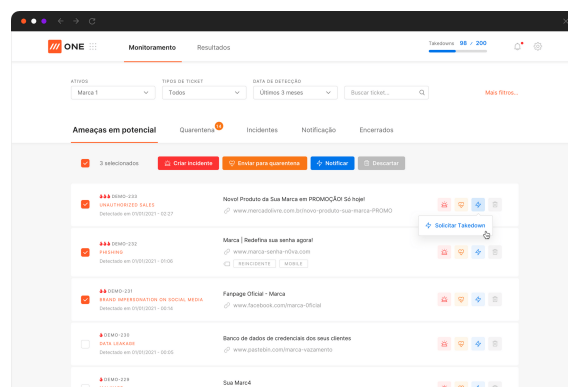 ONE
Monitoramento
Resultados
Takedowns 98 / 200
ATIVOS
TIPOS DE TICKET
DATA DE DETECÇÃO
Marca 1
Todos
Últimos 3 meses
Buscar ticket...
Mais filtros...
Ameaças em potencial
Quarentena
Incidentes
Notificação
Encerrados
3 selecionados
Criar incidente
Enviar para quarentena
Notificar
Descartar
DEMO-233
UNAUTHORIZED SALES
Detectada em 01/01/2021 - 02:27
Novo! Produto da Sua Marca em PROMOÇÃO! Só hoje!
www.mercadolivre.com.br/novo-produto-sua-marca-PROMO
Solicitar Takedown
DEMO-232
PHISHING
Detectada em 01/01/2021 - 01:06
Marca | Redefina sua senha agora!
www.marca-senha-n0va.com
REINCIDENTE
MOBILE
DEMO-231
BRAND IMPERSONATION ON SOCIAL MEDIA
Detectada em 01/01/2021 - 00:14
Fanpage Oficial - Marca
www.facebook.com/marca-0ficial
DEMO-230
DATA LEAKAGE
Detectada em 01/01/2021 - 00:05
Banco de dados de credenciais dos seus clientes
www.pastebin.com/marca-vazamento
DEMO-229
Sua Marc4